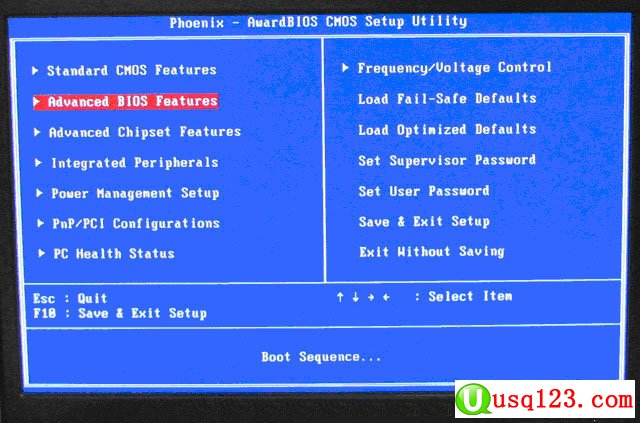 Phoenix - AwardBIOS CMOS Setup Utility
Standard CMOS Features
Advanced BIOS Features
Advanced Chipset Features
Integrated Peripherals
Power Management Setup
PnP/PCI Configurations
PC Health Status
Frequency/Voltage Control
Load Fail-Safe Defaults
Load Optimized Defaults
Set Supervisor Password
Set User Password
Save & Exit Setup
Exit Without Saving
Esc : Quit
F10 : Save & Exit Setup
↑ ↓ → ← : Select Item
Boot Sequence...
Uusq123.com